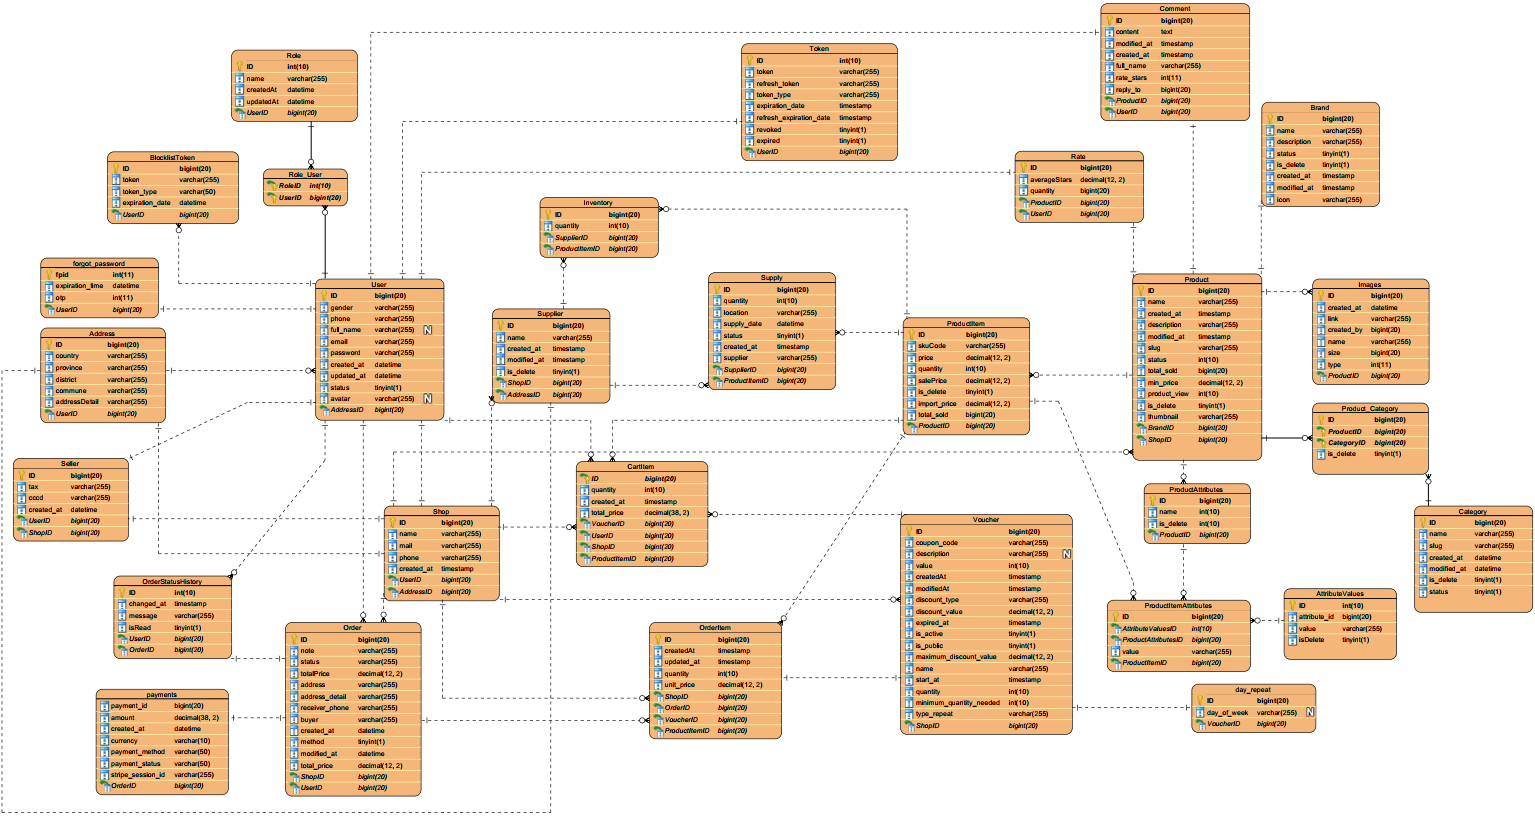 Comment
ID bigint(20)
content text
modified_at timestamp
created_at timestamp
full_name varchar(255)
rate_stars int(11)
reply_to bigint(20)
ProductID bigint(20)
UserID bigint(20)
Role
ID int(10)
name varchar(255)
createdAt datetime
updatedAt datetime
UserID bigint(20)
Token
ID int(10)
token varchar(255)
refresh_token varchar(255)
token_type varchar(255)
expiration_date timestamp
refresh_expiration_date timestamp
revoked tinyint(1)
expired tinyint(1)
UserID bigint(20)
Brand
ID bigint(20)
name varchar(255)
description varchar(255)
status tinyint(1)
is_delete tinyint(1)
created_at timestamp
modified_at timestamp
icon varchar(255)
BlocklistToken
ID bigint(20)
token varchar(255)
token_type varchar(50)
expiration_date datetime
UserID bigint(20)
Role_User
RoleID int(10)
UserID bigint(20)
Rate
ID bigint(20)
averageStars decimal(12, 2)
quantity bigint(20)
ProductID bigint(20)
UserID bigint(20)
Inventory
ID bigint(20)
quantity int(10)
SupplierID bigint(20)
ProductItemID bigint(20)
forgot_password
fpid int(11)
expiration_time datetime
otp int(11)
UserID bigint(20)
User
ID bigint(20)
gender varchar(255)
phone varchar(255)
full_name varchar(255) N
email varchar(255)
password varchar(255)
created_at datetime
updated_at datetime
status tinyint(1)
avatar varchar(255) N
AddressID bigint(20)
Supply
ID bigint(20)
quantity int(10)
location varchar(255)
supply_date datetime
status tinyint(1)
created_at timestamp
supplier varchar(255)
SupplierID bigint(20)
ProductItemID bigint(20)
Product
ID bigint(20)
name varchar(255)
created_at timestamp
description varchar(255)
modified_at timestamp
slug varchar(255)
status int(10)
total_sold bigint(20)
min_price decimal(12, 2)
product_view int(10)
is_delete tinyint(1)
thumbnail varchar(255)
BrandID bigint(20)
ShopID bigint(20)
Images
ID bigint(20)
created_at datetime
link varchar(255)
created_by bigint(20)
name varchar(255)
size bigint(20)
type int(11)
ProductID bigint(20)
Address
ID bigint(20)
country varchar(255)
province varchar(255)
district varchar(255)
commune varchar(255)
addressDetail varchar(255)
UserID bigint(20)
Supplier
ID bigint(20)
name varchar(255)
created_at timestamp
modified_at timestamp
is_delete tinyint(1)
ShopID bigint(20)
AddressID bigint(20)
ProductItem
ID bigint(20)
skuCode varchar(255)
price decimal(12, 2)
quantity int(10)
salePrice decimal(12, 2)
is_delete tinyint(1)
import_price decimal(12, 2)
total_sold bigint(20)
ProductID bigint(20)
Product_Category
ProductID bigint(20)
CategoryID bigint(20)
is_delete tinyint(1)
Seller
ID bigint(20)
tax varchar(255)
cccd varchar(255)
created_at datetime
UserID bigint(20)
ShopID bigint(20)
CartItem
ID bigint(20)
quantity int(10)
created_at timestamp
total_price decimal(38, 2)
VoucherID bigint(20)
UserID bigint(20)
ShopID bigint(20)
ProductItemID bigint(20)
ProductAttributes
ID bigint(20)
name int(10)
is_delete int(10)
ProductID bigint(20)
Shop
ID bigint(20)
name varchar(255)
mail varchar(255)
phone varchar(255)
created_at timestamp
UserID bigint(20)
AddressID bigint(20)
Voucher
ID bigint(20)
coupon_code varchar(255)
description varchar(255) N
value int(10)
createdAt timestamp
modifiedAt timestamp
discount_type varchar(255)
discount_value decimal(12, 2)
expired_at timestamp
is_active tinyint(1)
is_public tinyint(1)
maximum_discount_value decimal(12, 2)
name varchar(255)
start_at timestamp
quantity int(10)
minimum_quantity_needed int(10)
type_repeat varchar(255)
ShopID bigint(20)
Category
ID bigint(20)
name varchar(255)
slug varchar(255)
created_at datetime
modified_at datetime
is_delete tinyint(1)
status tinyint(1)
OrderStatusHistory
ID int(10)
changed_at timestamp
message varchar(255)
isRead tinyint(1)
UserID bigint(20)
OrderID bigint(20)
Order
ID bigint(20)
note varchar(255)
status varchar(255)
totalPrice decimal(12, 2)
address varchar(255)
address_detail varchar(255)
receiver_phone varchar(255)
buyer varchar(255)
created_at datetime
method tinyint(1)
modified_at datetime
total_price decimal(12, 2)
ShopID bigint(20)
UserID bigint(20)
OrderItem
ID bigint(20)
createdAt timestamp
updated_at timestamp
quantity int(10)
unit_price decimal(12, 2)
ShopID bigint(20)
OrderID bigint(20)
VoucherID bigint(20)
ProductItemID bigint(20)
ProductItemAttributes
ID bigint(20)
AttributeValuesID int(10)
ProductAttributesID bigint(20)
value varchar(255)
ProductItemID bigint(20)
AttributeValues
ID int(10)
attribute_id bigint(20)
value varchar(255)
isDelete tinyint(1)
payments
payment_id bigint(20)
amount decimal(38, 2)
created_at datetime
currency varchar(10)
payment_method varchar(50)
payment_status varchar(50)
stripe_session_id varchar(255)
OrderID bigint(20)
day_repeat
ID bigint(20)
day_of_week varchar(255) N
VoucherID bigint(20)